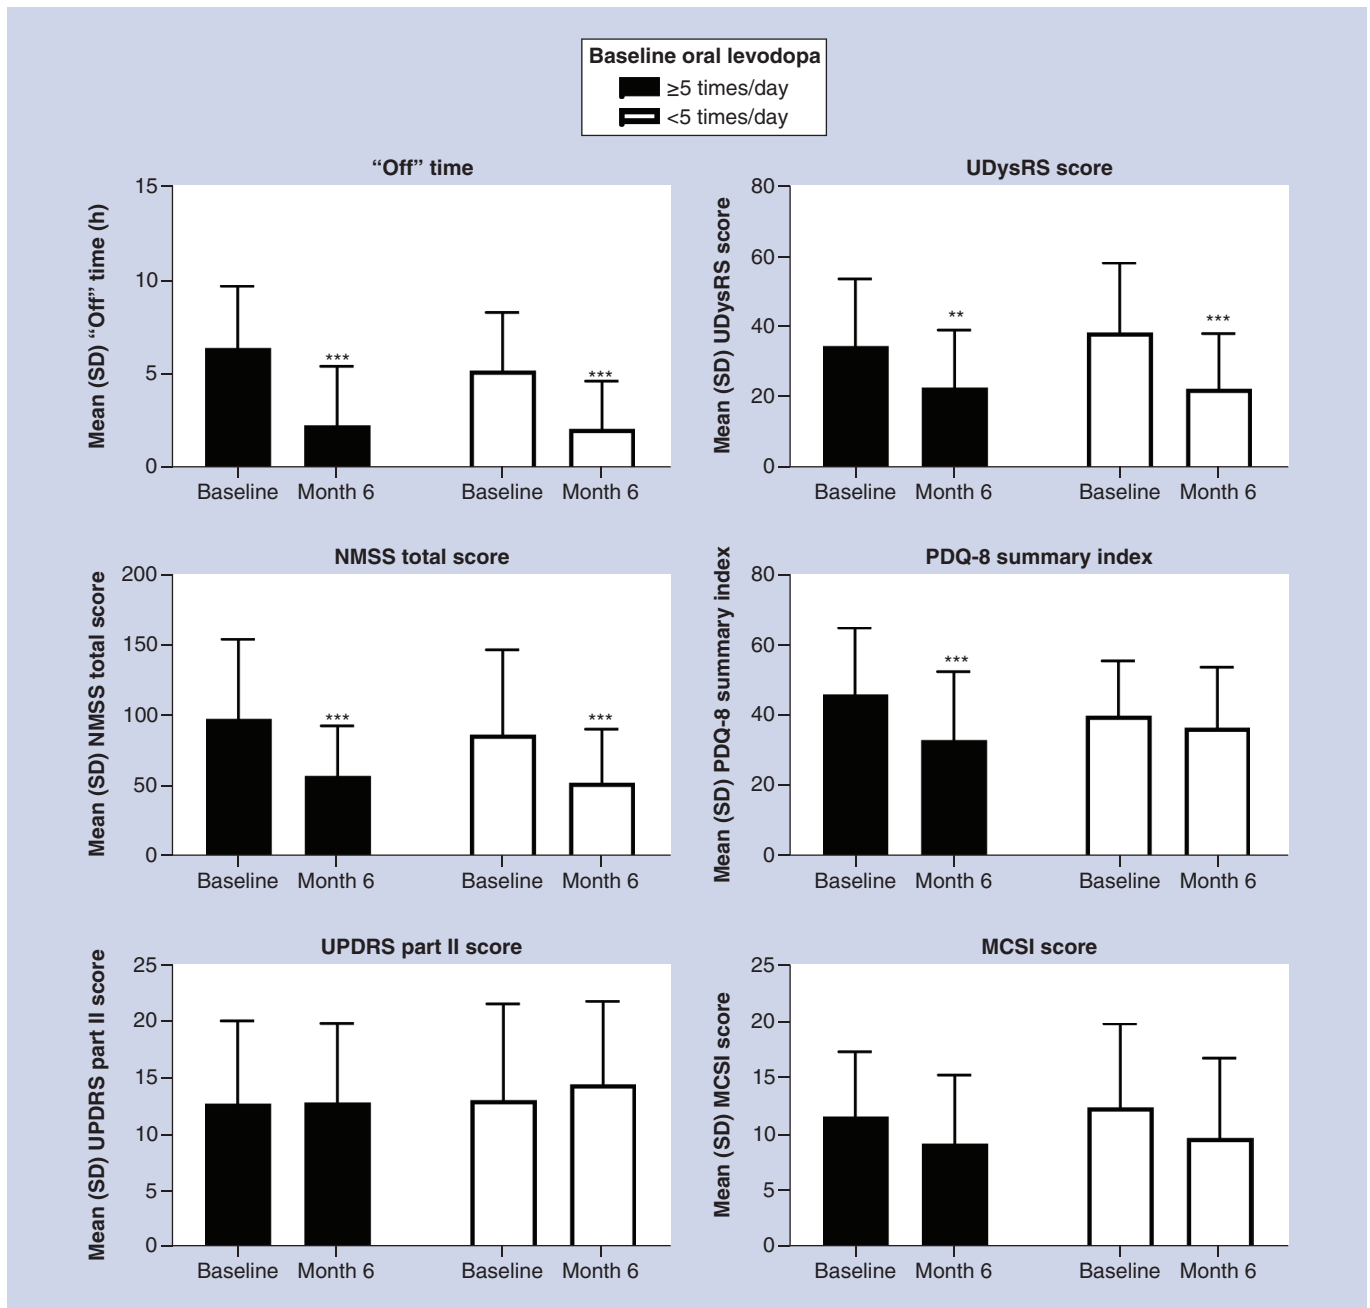 Baseline oral levodopa
≥5 times/day
<5 times/day
“Off” time
Mean (SD) “Off” time (h)
15
10
5
0
***
***
Baseline Month 6 Baseline Month 6
UDysRS score
Mean (SD) UDysRS score
80
60
40
20
0
**
***
Baseline Month 6 Baseline Month 6
NMSS total score
Mean (SD) NMSS total score
200
150
100
50
0
***
***
Baseline Month 6 Baseline Month 6
PDQ-8 summary index
Mean (SD) PDQ-8 summary index
80
60
40
20
0
***
Baseline Month 6 Baseline Month 6
UPDRS part II score
Mean (SD) UPDRS part II score
25
20
15
10
5
0
Baseline Month 6 Baseline Month 6
MCSI score
Mean (SD) MCSI score
25
20
15
10
5
0
Baseline Month 6 Baseline Month 6